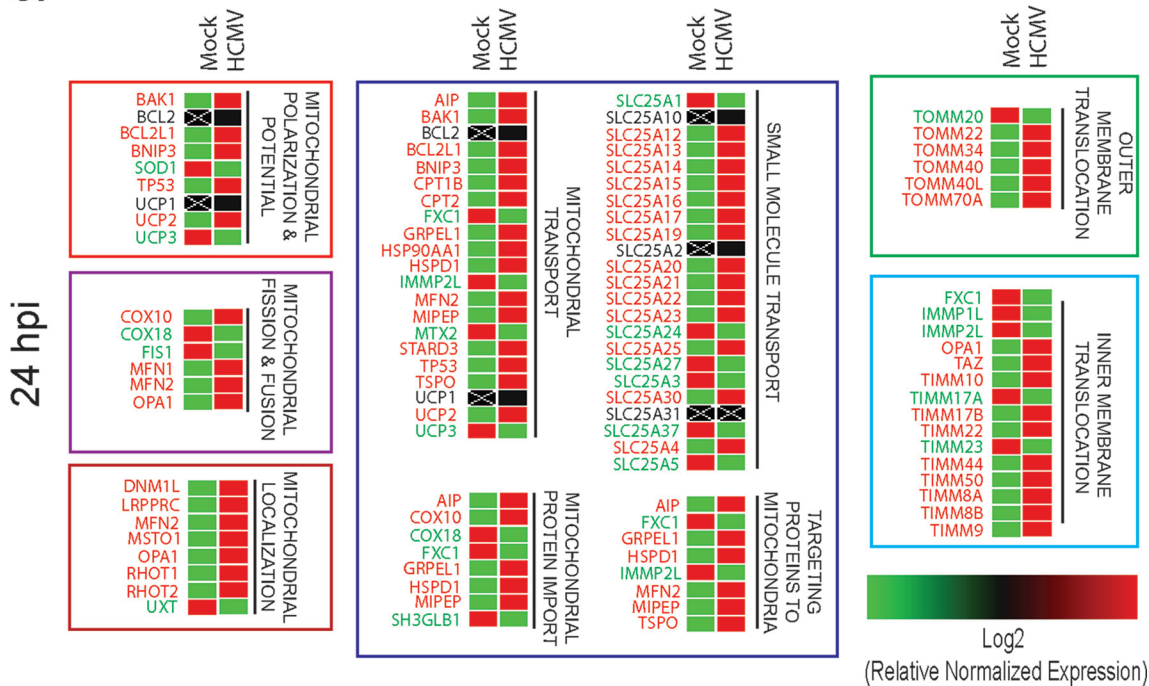 Mock
HCMV
Mock
HCMV
Mock
HCMV
Mock
HCMV
24 hpi
BAK1
BCL2
BCL2L1
BNIP3
SOD1
TP53
UCP1
UCP2
UCP3
MITOCHONDRIAL
POLARIZATION &
POTENTIAL
COX10
COX18
FIS1
MFN1
MFN2
OPA1
MITOCHONDRIAL
FISSION & FUSION
DNM1L
LRPPRC
MFN2
MSTO1
OPA1
RHOT1
RHOT2
UXT
MITOCHONDRIAL
LOCALIZATION
AIP
BAK1
BCL2
BCL2L1
BNIP3
CPT1B
CPT2
FXC1
GRPEL1
HSP90AA1
HSPD1
IMMP2L
MFN2
MIPEP
MTX2
STARD3
TP53
TSPO
UCP1
UCP2
UCP3
MITOCHONDRIAL
TRANSPORT
SLC25A1
SLC25A10
SLC25A12
SLC25A13
SLC25A14
SLC25A15
SLC25A16
SLC25A17
SLC25A19
SLC25A2
SLC25A20
SLC25A21
SLC25A22
SLC25A23
SLC25A24
SLC25A25
SLC25A27
SLC25A3
SLC25A30
SLC25A31
SLC25A37
SLC25A4
SLC25A5
SMALL MOLECULE TRANSPORT
AIP
COX10
COX18
FXC1
GRPEL1
HSPD1
MIPEP
SH3GLB1
MITOCHONDRIAL
PROTEIN IMPORT
AIP
FXC1
GRPEL1
HSPD1
IMMP2L
MFN2
MIPEP
TSPO
TARGETING
PROTEINS TO
MITOCHONDRIA
TOMM20
TOMM22
TOMM34
TOMM40
TOMM40L
TOMM70A
OUTER
MEMBRANE
TRANSLOCATION
FXC1
IMMP1L
IMMP2L
OPA1
TAZ
TIMM10
TIMM17A
TIMM17B
TIMM22
TIMM23
TIMM44
TIMM50
TIMM8A
TIMM8B
TIMM9
INNER MEMBRANE
TRANSLOCATION
Log2
(Relative Normalized Expression)